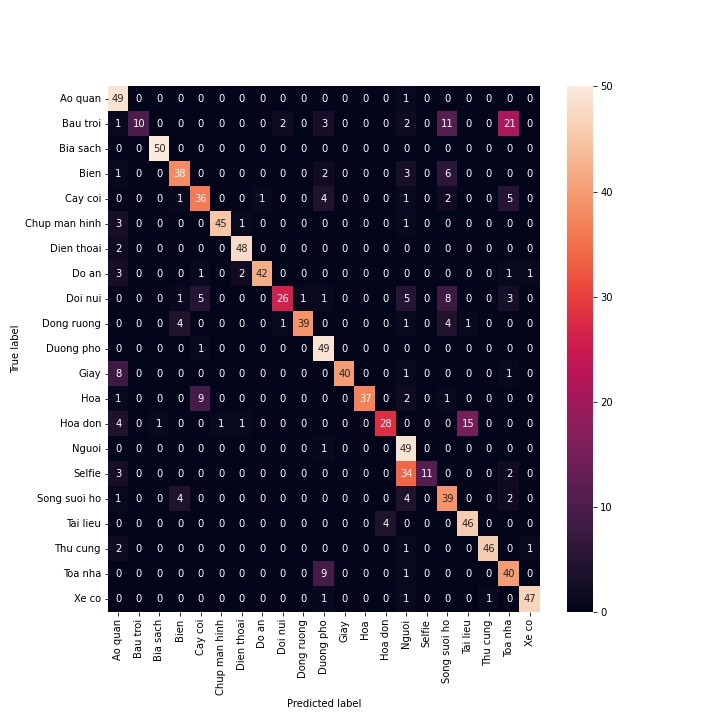 Ao quan 49 0 0 0 0 0 0 0 0 0 0 0 0 0 1 0 0 0 0 0 0
Bau troi 1 10 0 0 0 0 0 0 2 0 3 0 0 0 2 0 11 0 0 21 0
Bia sach 0 0 50 0 0 0 0 0 0 0 0 0 0 0 0 0 0 0 0 0 0
Bien 1 0 0 38 0 0 0 0 0 0 2 0 0 0 3 0 6 0 0 0 0
Cay coi 0 0 0 1 36 0 0 1 0 0 4 0 0 0 1 0 2 0 0 5 0
Chup man hinh 3 0 0 0 0 45 1 0 0 0 0 0 0 0 1 0 0 0 0 0 0
Dien thoai 2 0 0 0 0 0 48 0 0 0 0 0 0 0 0 0 0 0 0 0 0
Do an 3 0 0 0 1 0 2 42 0 0 0 0 0 0 0 0 0 0 0 1 1
Doi nui 0 0 0 1 5 0 0 0 26 1 1 0 0 0 5 0 8 0 0 3 0
Dong ruong 0 0 0 4 0 0 0 0 1 39 0 0 0 0 1 0 4 1 0 0 0
Duong pho 0 0 0 0 1 0 0 0 0 0 49 0 0 0 0 0 0 0 0 0 0
Giay 8 0 0 0 0 0 0 0 0 0 0 40 0 0 1 0 0 0 0 1 0
Hoa 1 0 0 0 9 0 0 0 0 0 0 0 37 0 2 0 1 0 0 0 0
Hoa don 4 0 1 0 0 1 1 0 0 0 0 0 0 28 0 0 0 15 0 0 0
Nguoi 0 0 0 0 0 0 0 0 0 0 1 0 0 0 49 0 0 0 0 0 0
Selfie 3 0 0 0 0 0 0 0 0 0 0 0 0 0 34 11 0 0 0 2 0
Song suoi ho 1 0 0 4 0 0 0 0 0 0 0 0 0 0 4 0 39 0 0 2 0
Tai lieu 0 0 0 0 0 0 0 0 0 0 0 0 0 4 0 0 0 46 0 0 0
Thu cung 2 0 0 0 0 0 0 0 0 0 0 0 0 0 1 0 0 0 46 0 1
Toa nha 0 0 0 0 0 0 0 0 0 0 9 0 0 0 1 0 0 0 0 40 0
Xe co 0 0 0 0 0 0 0 0 0 0 1 0 0 0 1 0 0 0 1 0 47
True label
Ao quan
Bau troi
Bia sach
Bien
Cay coi
Chup man hinh
Dien thoai
Do an
Doi nui
Dong ruong
Duong pho
Giay
Hoa
Hoa don
Nguoi
Selfie
Song suoi ho
Tai lieu
Thu cung
Toa nha
Xe co
Predicted label
50
40
30
20
10
0